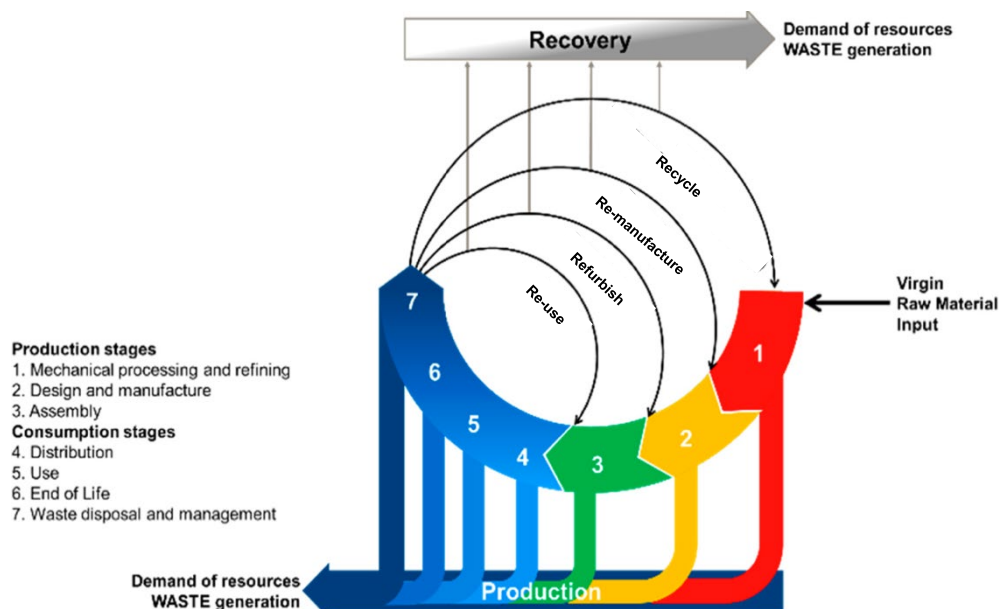 Recovery
Demand of resources
WASTE generation
Recycle
Re-manufacture
Refurbish
Re-use
Virgin
Raw Material
Input
7
6
5
4
3
2
1
Production stages
1. Mechanical processing and refining
2. Design and manufacture
3. Assembly
Consumption stages
4. Distribution
5. Use
6. End of Life
7. Waste disposal and management
Demand of resources
WASTE generation
Production